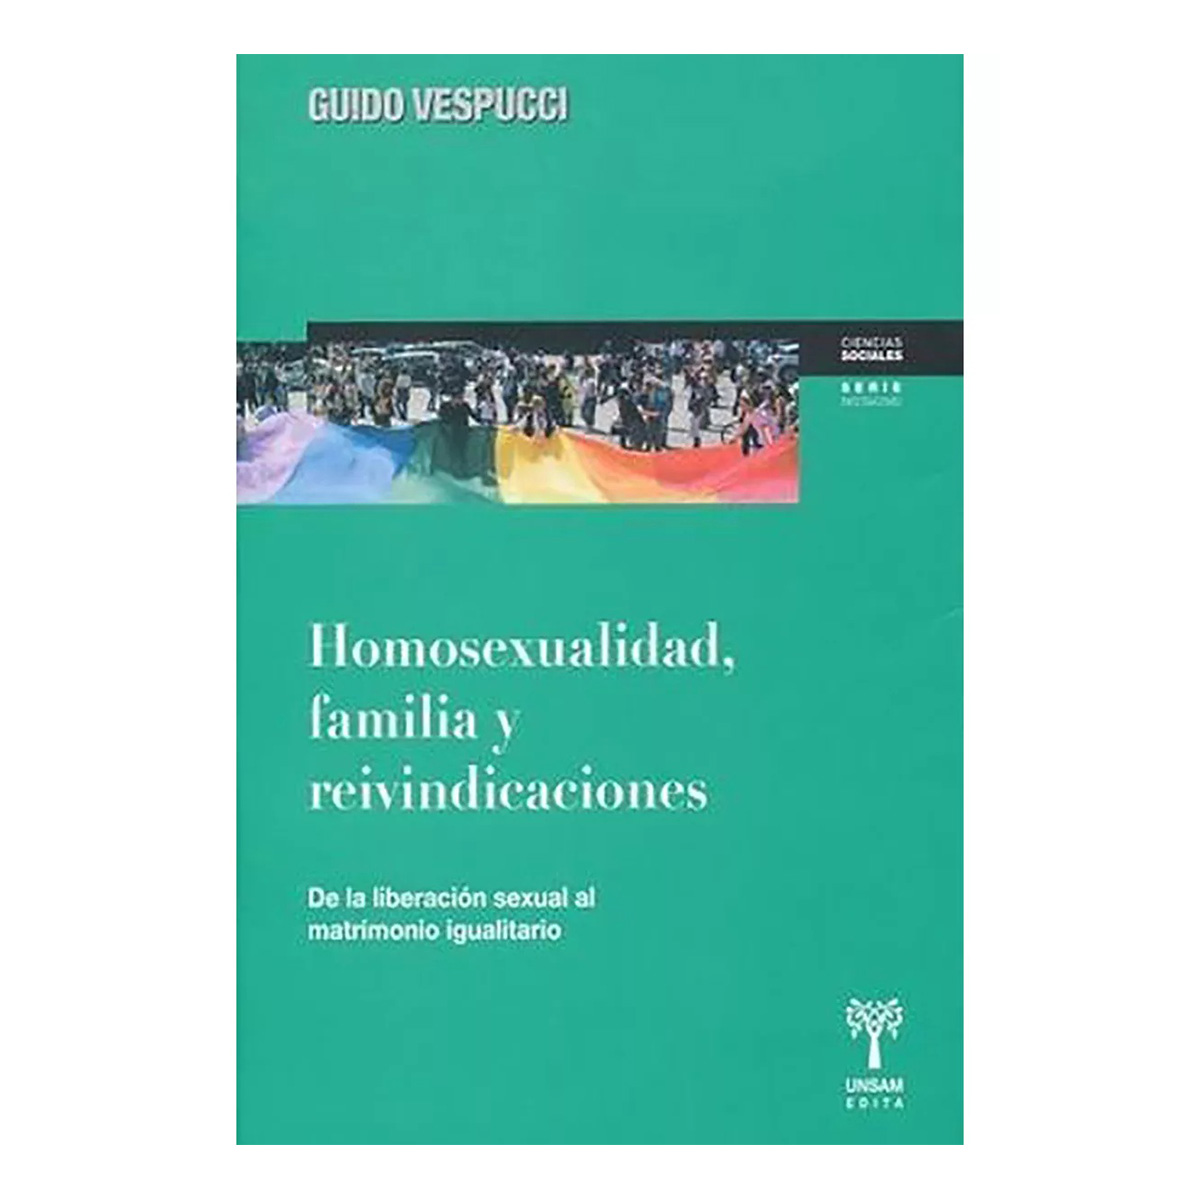 GUIDO VESPUCCI
CIENCIAS
SOCIALES
SERIE
Homosexualidad,
familia y
reivindicaciones
De la liberación sexual al
matrimonio igualitario
UNSAM
EDITA